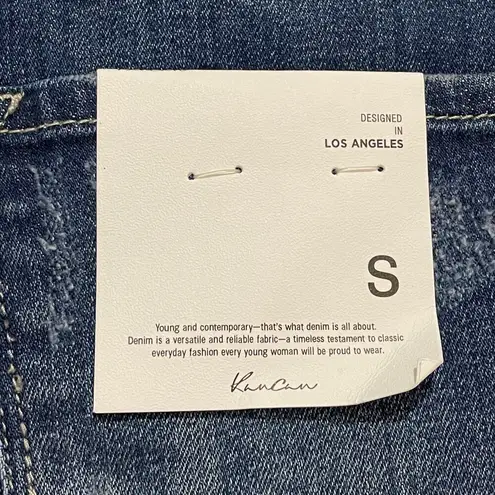 DESIGNED
IN
LOS ANGELES
S
Young and contemporary—that's what denim is all about.
Denim is a versatile and reliable fabric—a timeless testament to classic
everyday fashion every young woman will be proud to wear.
KanCan